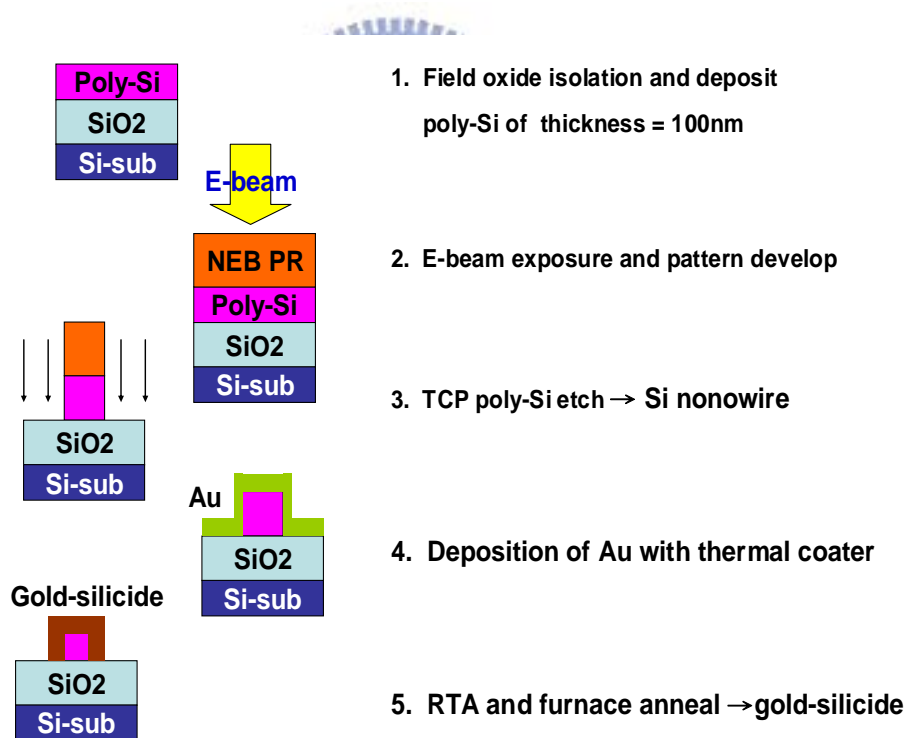 Poly-Si
SiO2
Si-sub
1. Field oxide isolation and deposit
poly-Si of thickness = 100nm
E-beam
NEB PR
Poly-Si
SiO2
Si-sub
2. E-beam exposure and pattern develop
SiO2
Si-sub
3. TCP poly-Si etch → Si nonowire
Au
SiO2
Si-sub
4. Deposition of Au with thermal coater
Gold-silicide
SiO2
Si-sub
5. RTA and furnace anneal →gold-silicide